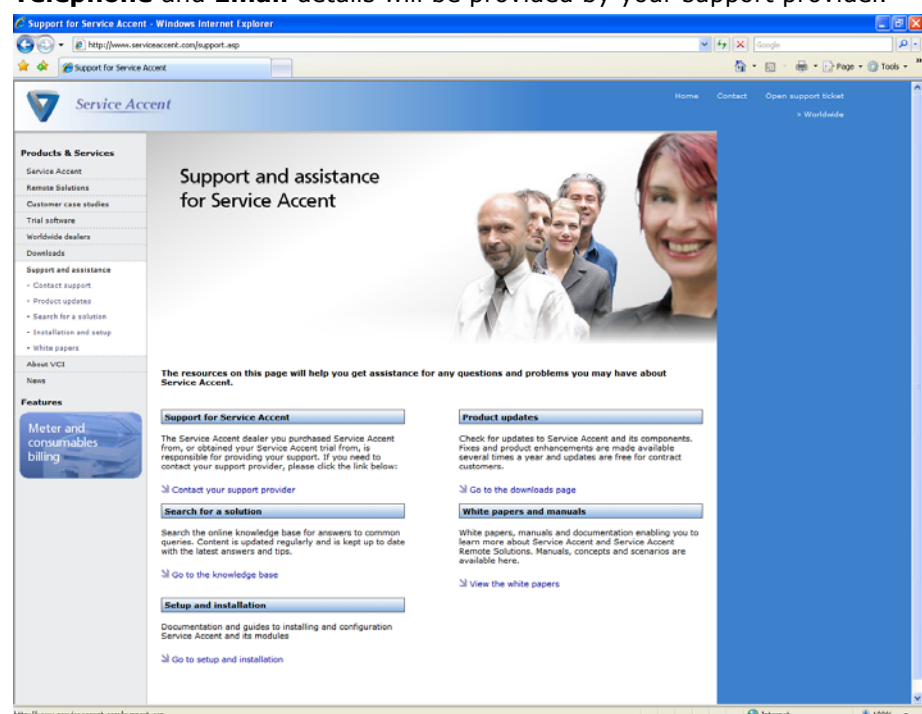 Telephone and Email details will be provided by your support provider.
Support for Service Accent - Windows Internet Explorer
http://www.serviceaccent.com/support.asp
Google
Support for Service Accent
Page
Tools
Service Accent
Home
Contact
Open support ticket
» Worldwide
Products & Services
Service Accent
Remote Solutions
Customer case studies
Trial software
Worldwide dealers
Downloads
Support and assistance
- Contact support
- Product updates
- Search for a solution
- Installation and setup
- White papers
About VCI
News
Features
Meter and
consumables
billing
Support and assistance
for Service Accent
The resources on this page will help you get assistance for any questions and problems you may have about
Service Accent.
Support for Service Accent
The Service Accent dealer you purchased Service Accent
from, or obtained your Service Accent trial from, is
responsible for providing your support. If you need to
contact your support provider, please click the link below:
Contact your support provider
Search for a solution
Search the online knowledge base for answers to common
queries. Content is updated regularly and is kept up to date
with the latest answers and tips.
Go to the knowledge base
Setup and installation
Documentation and guides to installing and configuration
Service Accent and its modules
Go to setup and installation
Product updates
Check for updates to Service Accent and its components.
Fixes and product enhancements are made available
several times a year and updates are free for contract
customers.
Go to the downloads page
White papers and manuals
White papers, manuals and documentation enabling you to
learn more about Service Accent and Service Accent
Remote Solutions. Manuals, concepts and scenarios are
available here.
View the white papers